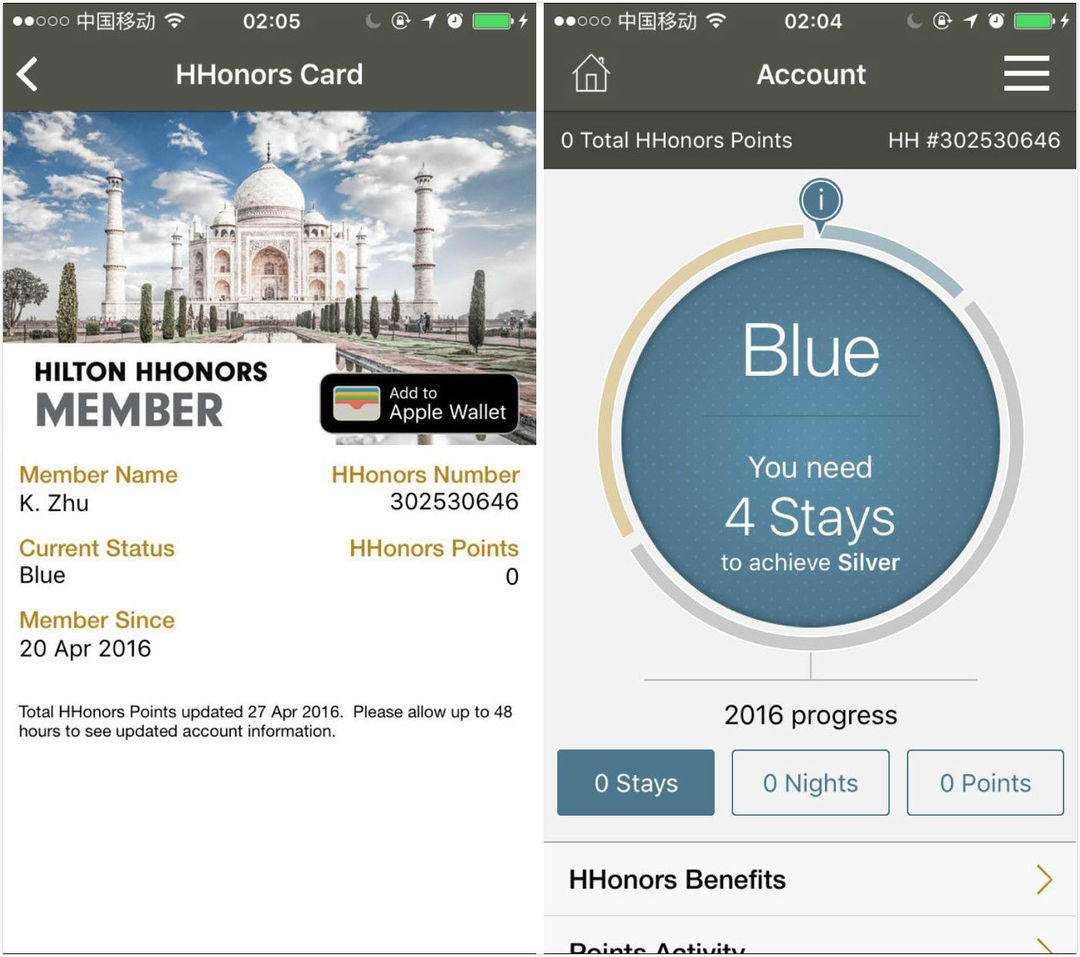 中国移动 02:05
HHonors Card
HILTON HHONORS
MEMBER
Add to
Apple Wallet
Member Name HHonors Number
K. Zhu 302530646
Current Status HHonors Points
Blue 0
Member Since
20 Apr 2016
Total HHonors Points updated 27 Apr 2016. Please allow up to 48
hours to see updated account information.
中国移动 02:04
Account
0 Total HHonors Points HH #302530646
i
Blue
You need
4 Stays
to achieve Silver
2016 progress
0 Stays 0 Nights 0 Points
HHonors Benefits
Points Activity